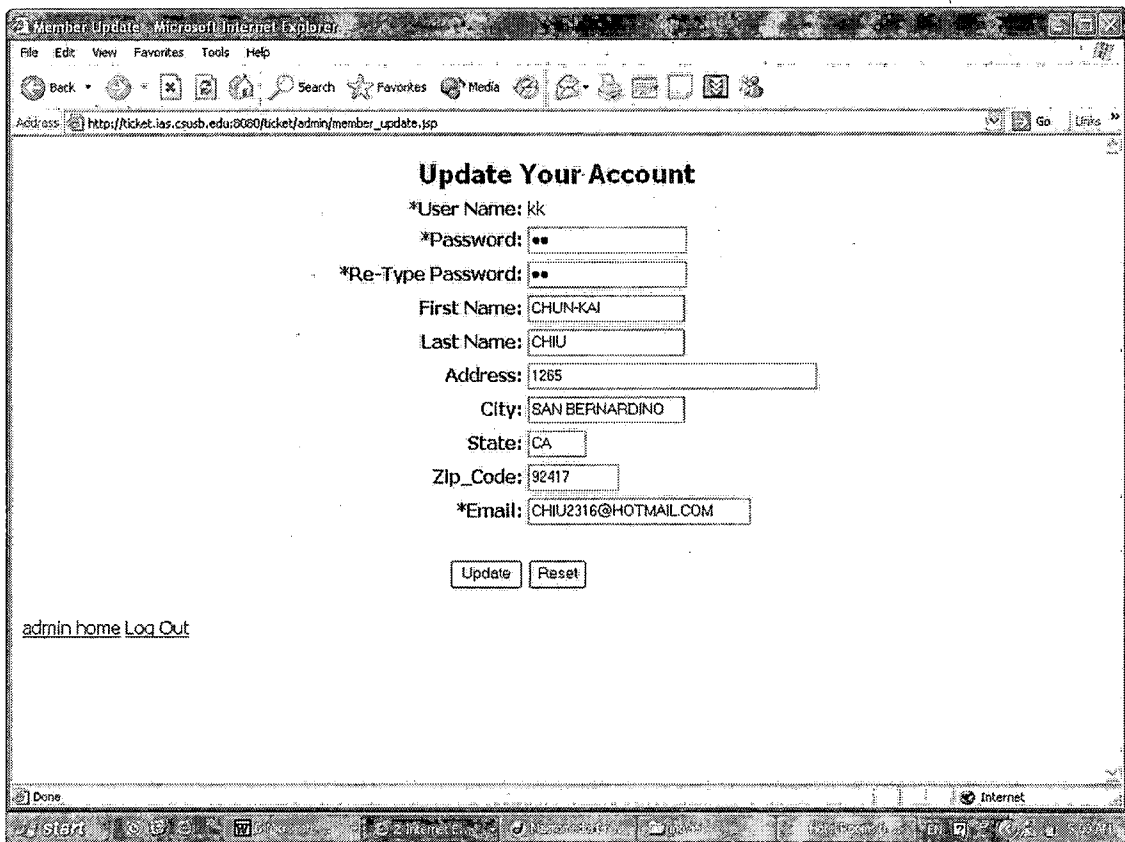 Member Update - Microsoft Internet Explorer
File Edit View Favorites Tools Help
Back Search Favorites Media
Address http://ticket.ias.csusb.edu:8080/ticket/admin/member_update.jsp Go Links »
Update Your Account
*User Name: kk
*Password: ••
*Re-Type Password: ••
First Name: CHUN-KAI
Last Name: CHIU
Address: 1265
City: SAN BERNARDINO
State: CA
Zip_Code: 92417
*Email: CHIU2316@HOTMAIL.COM
Update Reset
admin home Log Out
Done Internet
start 2 Internet E... EN